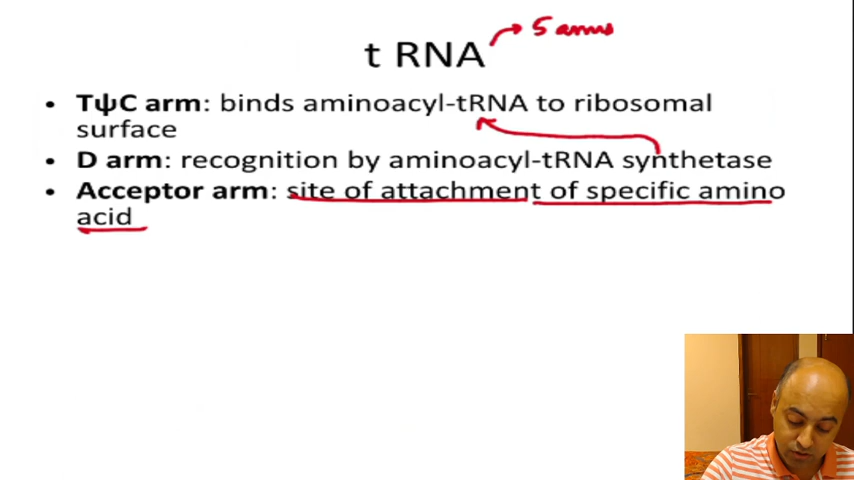 5 arms
t RNA
• TψC arm: binds aminoacyl-tRNA to ribosomal
surface
• D arm: recognition by aminoacyl-tRNA synthetase
• Acceptor arm: site of attachment of specific amino
acid